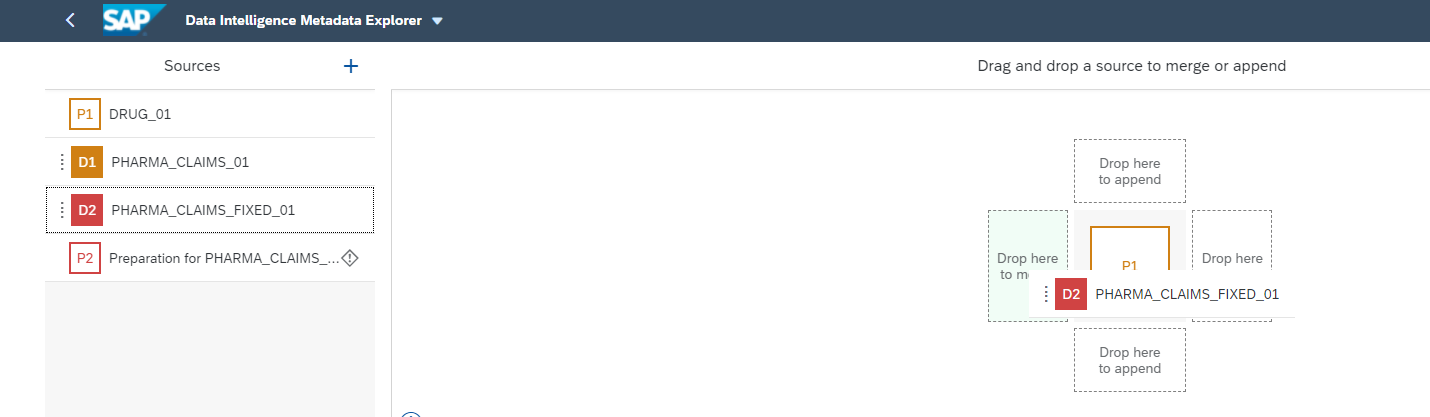 SAP
Data Intelligence Metadata Explorer
Sources
+
Drag and drop a source to merge or append
P1 DRUG_01
D1 PHARMA_CLAIMS_01
D2 PHARMA_CLAIMS_FIXED_01
P2 Preparation for PHARMA_CLAIMS_...
Drop here
to append
Drop here
to m
P1
Drop here
D2 PHARMA_CLAIMS_FIXED_01
Drop here
to append